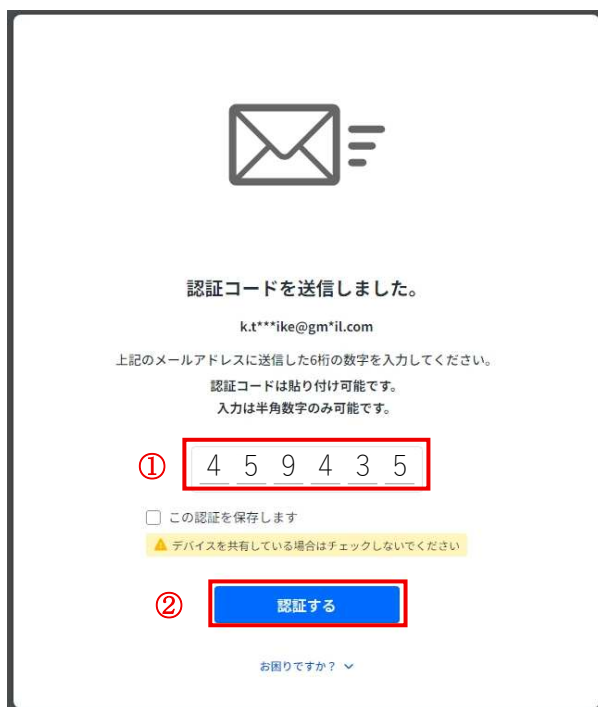 認証コードを送信しました。
k.t***ike@gm*il.com
上記のメールアドレスに送信した6桁の数字を入力してください。
認証コードは貼り付け可能です。
入力は半角数字のみ可能です。
① 4 5 9 4 3 5
この認証を保存します
デバイスを共有している場合はチェックしないでください
② 認証する
お困りですか？